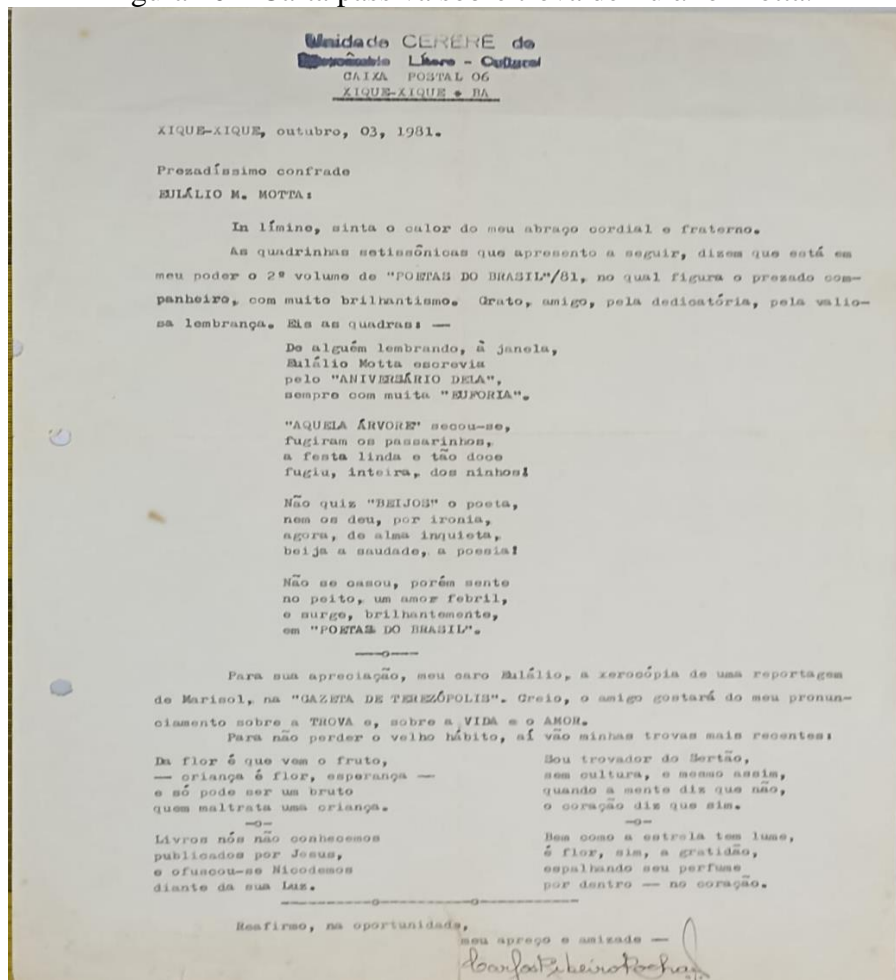 Unidade CERERE de
Intercâmbio Lítero - Cultural
CAIXA POSTAL 06
XIQUE-XIQUE * BA
XIQUE-XIQUE, outubro, 03, 1981.
Prezadíssimo confrade
EULÁLIO M. MOTTA:
In límine, sinta o calor do meu abraço cordial e fraterno.
As quadrinhas setissônicas que apresento a seguir, dizem que está em
meu poder o 2º volume de "POETAS DO BRASIL"/81, no qual figura o prezado com-
panheiro, com muito brilhantismo. Grato, amigo, pela dedicatória, pela valio-
sa lembrança. Eis as quadras: —
De alguém lembrando, à janela,
Eulálio Motta escrevia
pelo "ANIVERSÁRIO DELA",
sempre com muita "EUFORIA".
"AQUELA ÁRVORE" secou-se,
fugiram os passarinhos,
a festa linda e tão doce
fugiu, inteira, dos ninhos!
Não quiz "BEIJOS" o poeta,
nem os deu, por ironia,
agora, de alma inquieta,
beija a saudade, a poesia!
Não se casou, porém sente
no peito, um amor febril,
e surge, brilhantemente,
em "POETAS DO BRASIL".
—o—
Para sua apreciação, meu caro Eulálio, a xerocópia de uma reportagem
de Marisol, na "GAZETA DE TEREZÓPOLIS". Creio, o amigo gostará do meu pronun-
ciamento sobre a TROVA e, sobre a VIDA e o AMOR.
Para não perder o velho hábito, aí vão minhas trovas mais recentes:
Da flor é que vem o fruto,
— criança é flor, esperança —
e só pode ser um bruto
quem maltrata uma criança.
—o—
Livros nós não conhecemos
publicados por Jesus,
e ofuscou-se Nicodemos
diante da sua Luz.
Sou trovador do Sertão,
sem cultura, e mesmo assim,
quando a mente diz que não,
o coração diz que sim.
—o—
Bem como a estrela tem lume,
é flor, sim, a gratidão,
espalhando seu perfume
por dentro — no coração.
Reafirmo, na oportunidade,
meu apreço e amizade —
Carlos Ribeiro Rocha